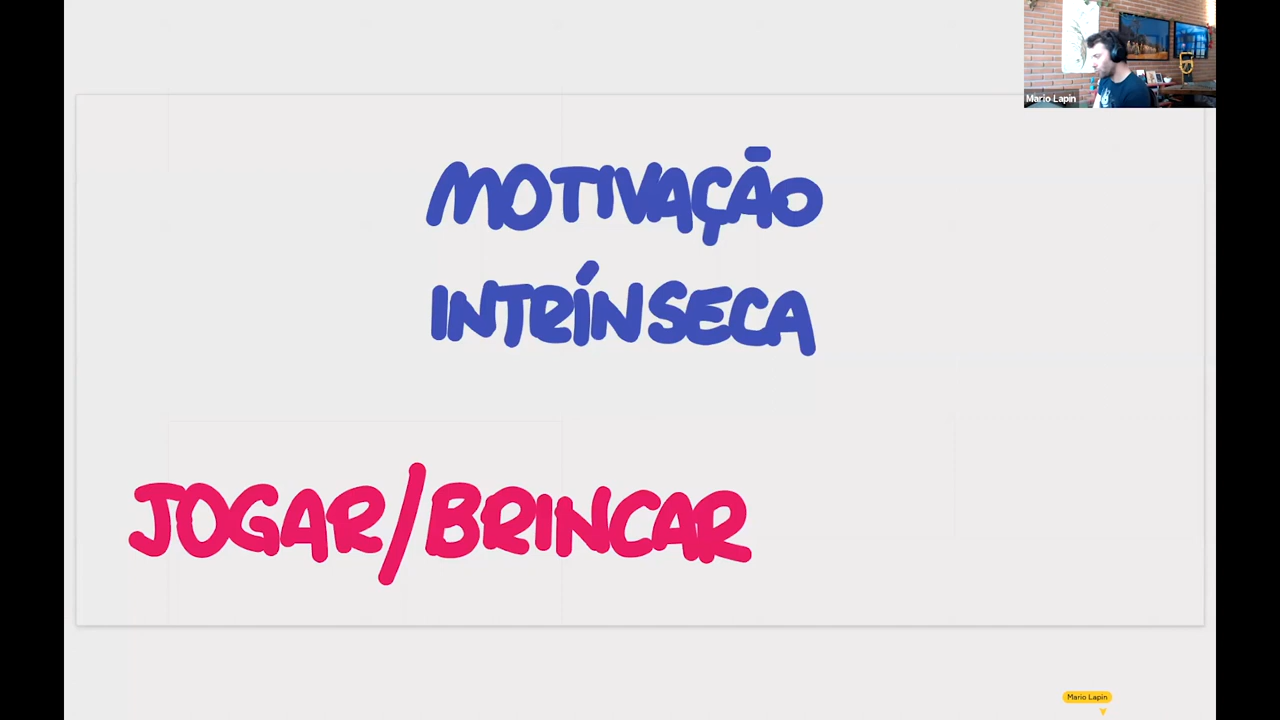 Mario Lapin
MOTIVAÇÃO
INTRÍNSECA
JOGAR/BRINCAR
Mario Lapin